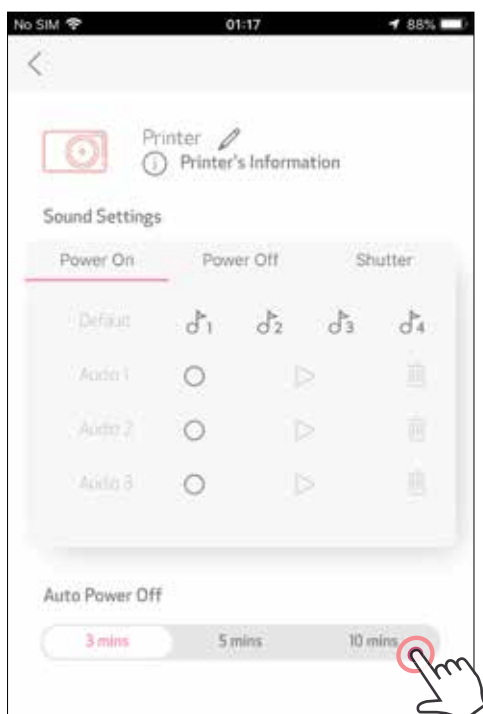 No SIM 01:17 88%
Printer
Printer's Information
Sound Settings
Power On Power Off Shutter
Default 1 2 3 4
Audio 1
Audio 2
Audio 3
Auto Power Off
3 mins 5 mins 10 mins